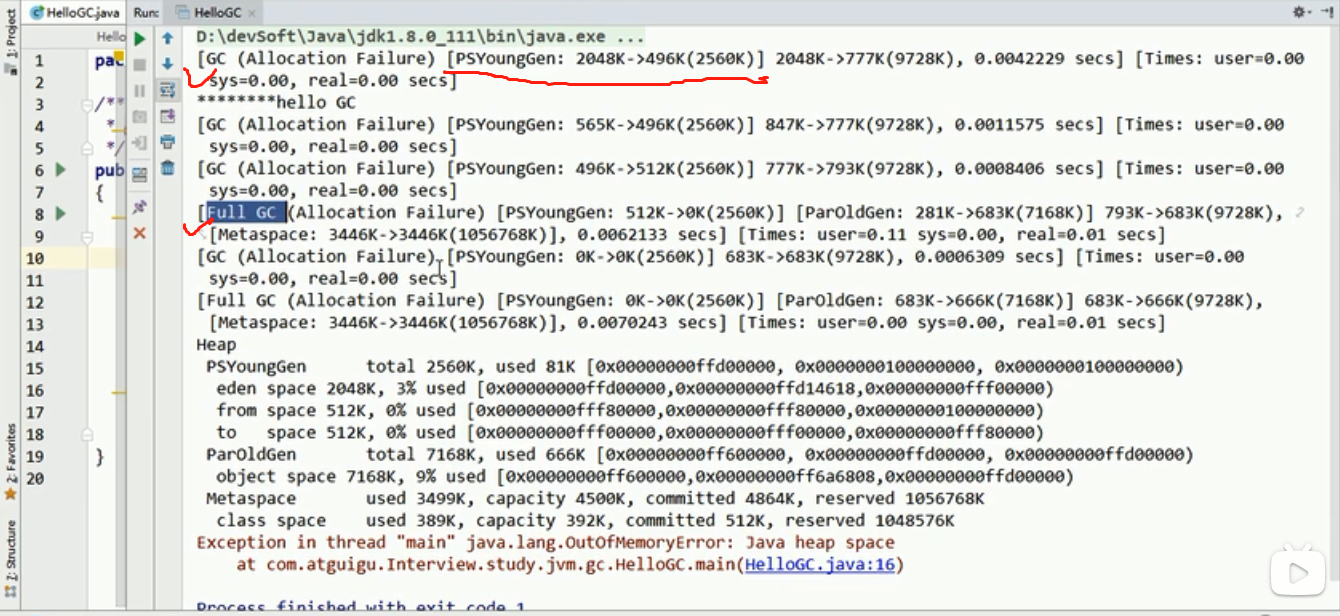 HelloGC.java
Run:
HelloGC
1: Project
Hello
D:\devSoft\Java\jdk1.8.0_111\bin\java.exe ...
[GC (Allocation Failure) [PSYoungGen: 2048K->496K(2560K)] 2048K->777K(9728K), 0.0042229 secs] [Times: user=0.00
sys=0.00, real=0.00 secs]
********hello GC
[GC (Allocation Failure) [PSYoungGen: 565K->496K(2560K)] 847K->777K(9728K), 0.0011575 secs] [Times: user=0.00
sys=0.00, real=0.00 secs]
[GC (Allocation Failure) [PSYoungGen: 496K->512K(2560K)] 777K->793K(9728K), 0.0008406 secs] [Times: user=0.00
sys=0.00, real=0.00 secs]
[Full GC (Allocation Failure) [PSYoungGen: 512K->0K(2560K)] [ParOldGen: 281K->683K(7168K)] 793K->683K(9728K),
[Metaspace: 3446K->3446K(1056768K)], 0.0062133 secs] [Times: user=0.11 sys=0.00, real=0.01 secs]
[GC (Allocation Failure) [PSYoungGen: 0K->0K(2560K)] 683K->683K(9728K), 0.0006309 secs] [Times: user=0.00
sys=0.00, real=0.00 secs]
[Full GC (Allocation Failure) [PSYoungGen: 0K->0K(2560K)] [ParOldGen: 683K->666K(7168K)] 683K->666K(9728K),
[Metaspace: 3446K->3446K(1056768K)], 0.0070243 secs] [Times: user=0.00 sys=0.00, real=0.01 secs]
Heap
PSYoungGen      total 2560K, used 81K [0x00000000ffd00000, 0x0000000100000000, 0x0000000100000000)
eden space 2048K, 3% used [0x00000000ffd00000,0x00000000ffd14618,0x00000000fff00000)
from space 512K, 0% used [0x00000000fff80000,0x00000000fff80000,0x0000000100000000)
to   space 512K, 0% used [0x00000000fff00000,0x00000000fff00000,0x00000000fff80000)
ParOldGen       total 7168K, used 666K [0x00000000ff600000, 0x00000000ffd00000, 0x00000000ffd00000)
object space 7168K, 9% used [0x00000000ff600000,0x00000000ff6a6808,0x00000000ffd00000)
Metaspace       used 3499K, capacity 4500K, committed 4864K, reserved 1056768K
class space    used 389K, capacity 392K, committed 512K, reserved 1048576K
Exception in thread "main" java.lang.OutOfMemoryError: Java heap space
at com.atguigu.Interview.study.jvm.gc.HelloGC.main(HelloGC.java:16)
Process finished with exit code 1
1 pac
2
3 /**
4 *
5 */
6 pub
7 {
8
9
10
11
12
13
14
15
16
17
18
19 }
20
2: Favorites
Z: Structure